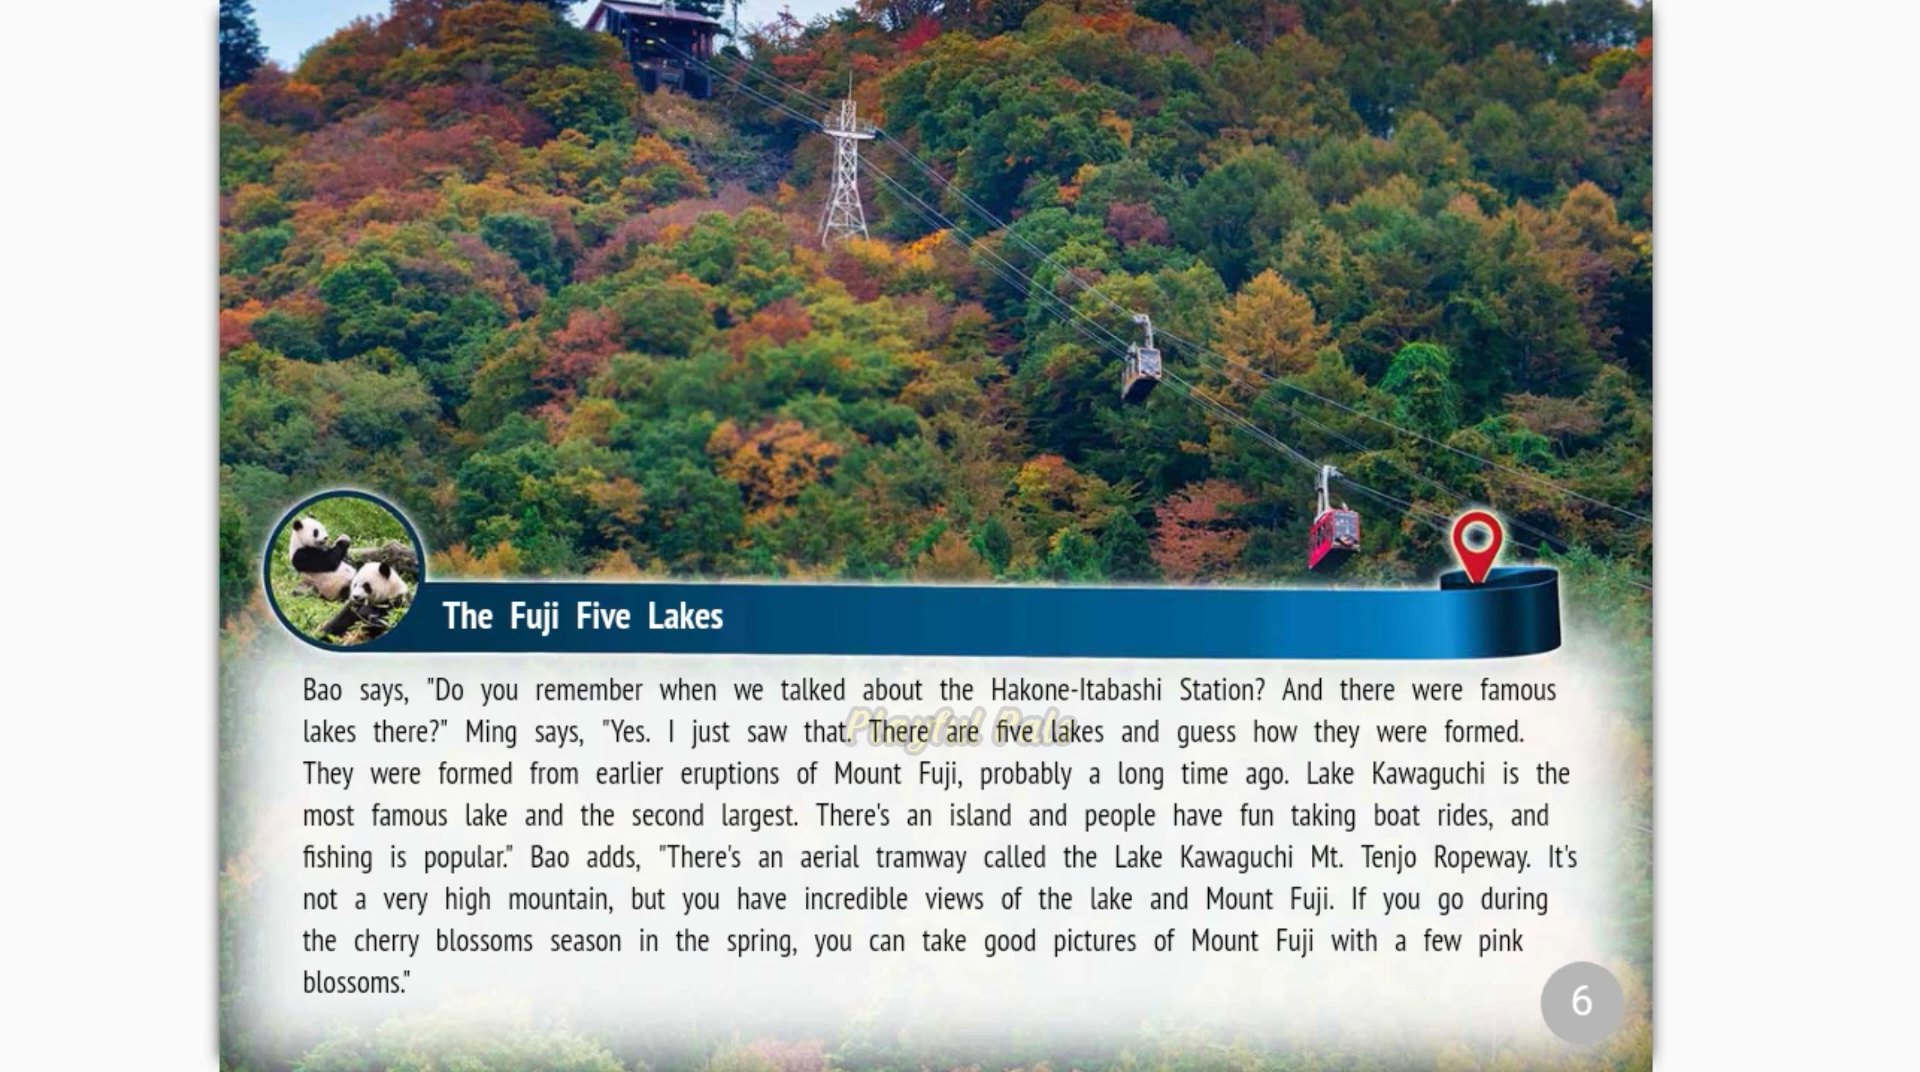 The Fuji Five Lakes
Bao says, "Do you remember when we talked about the Hakone-Itabashi Station? And there were famous
lakes there?" Ming says, "Yes. I just saw that. There are five lakes and guess how they were formed.
They were formed from earlier eruptions of Mount Fuji, probably a long time ago. Lake Kawaguchi is the
most famous lake and the second largest. There's an island and people have fun taking boat rides, and
fishing is popular." Bao adds, "There's an aerial tramway called the Lake Kawaguchi Mt. Tenjo Ropeway. It's
not a very high mountain, but you have incredible views of the lake and Mount Fuji. If you go during
the cherry blossoms season in the spring, you can take good pictures of Mount Fuji with a few pink
blossoms."
Playful Pals
6